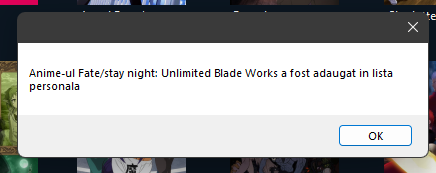 Anime-ul Fate/stay night: Unlimited Blade Works a fost adaugat in lista
personala
OK